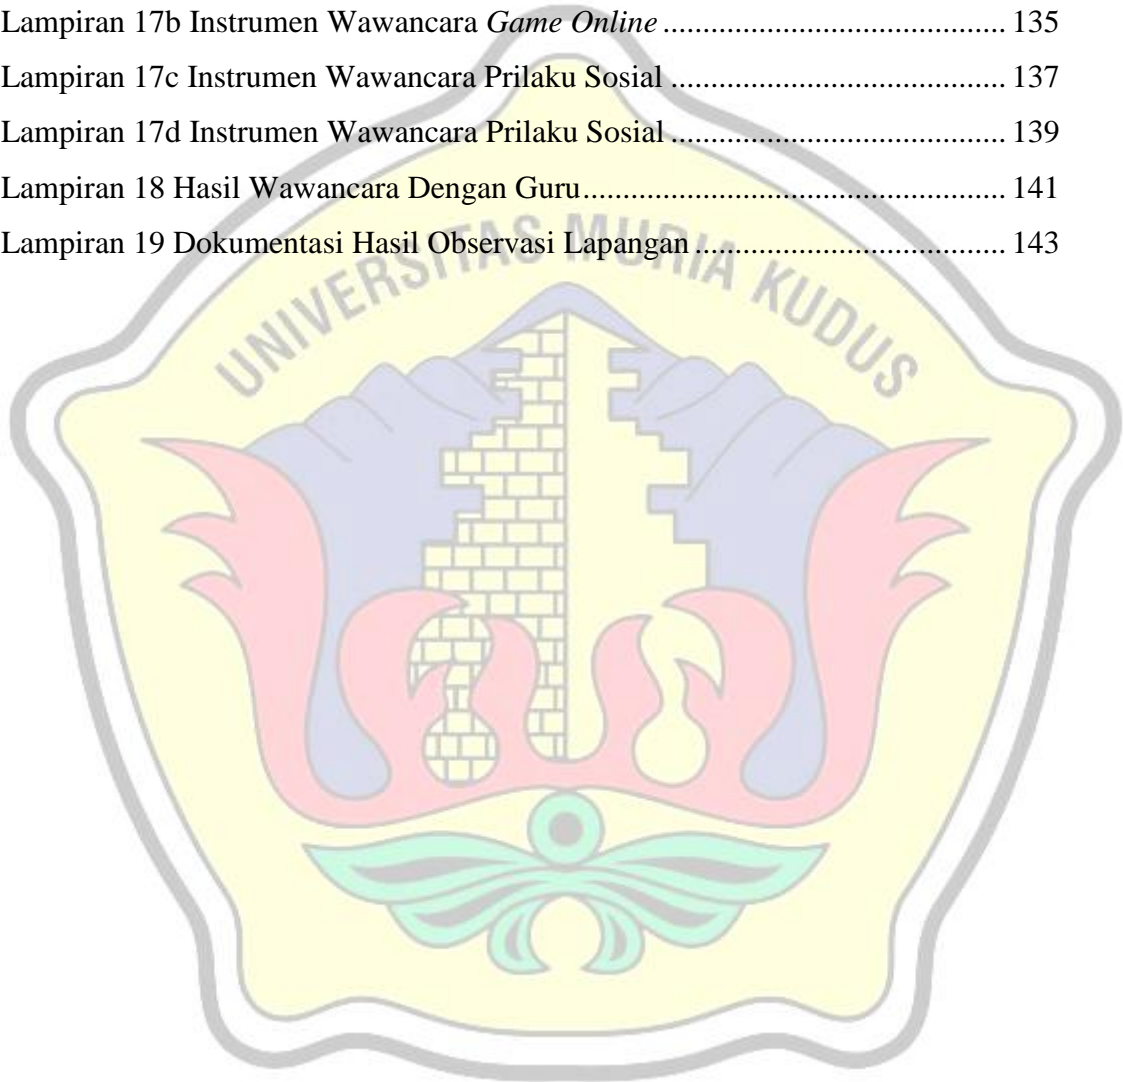 Lampiran 17b Instrumen Wawancara Game Online ........................................... 135
Lampiran 17c Instrumen Wawancara Prilaku Sosial .......................................... 137
Lampiran 17d Instrumen Wawancara Prilaku Sosial .......................................... 139
Lampiran 18 Hasil Wawancara Dengan Guru..................................................... 141
Lampiran 19 Dokumentasi Hasil Observasi Lapangan ....................................... 143
UNIVERSITAS MURIA KUDUS